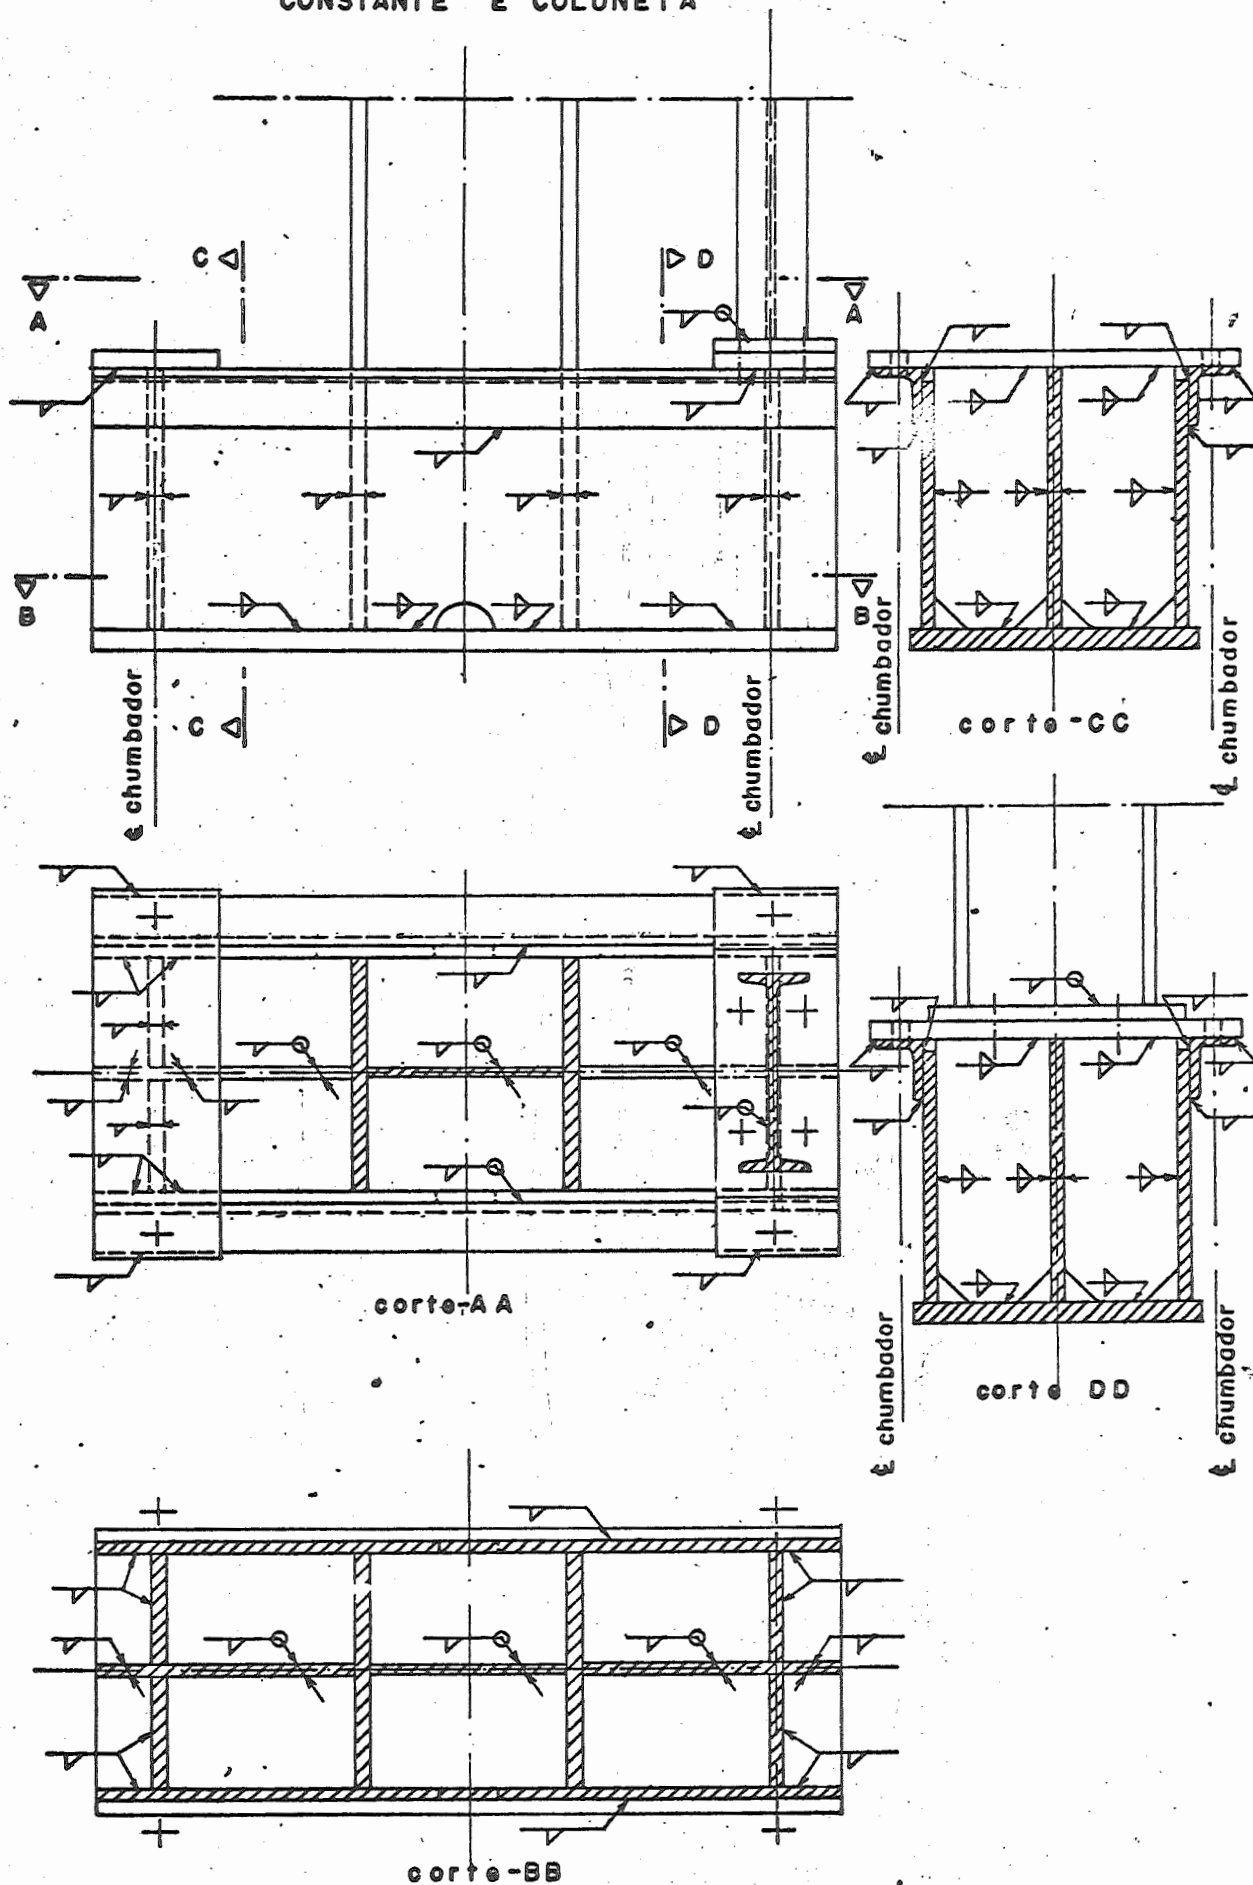 CONSTANTE E COLUNETA
C
D
A
A
B
B
C
D
℄ chumbador
℄ chumbador
℄ chumbador
℄ chumbador
corte-CC
corte-AA
℄ chumbador
℄ chumbador
corte DD
corte-BB